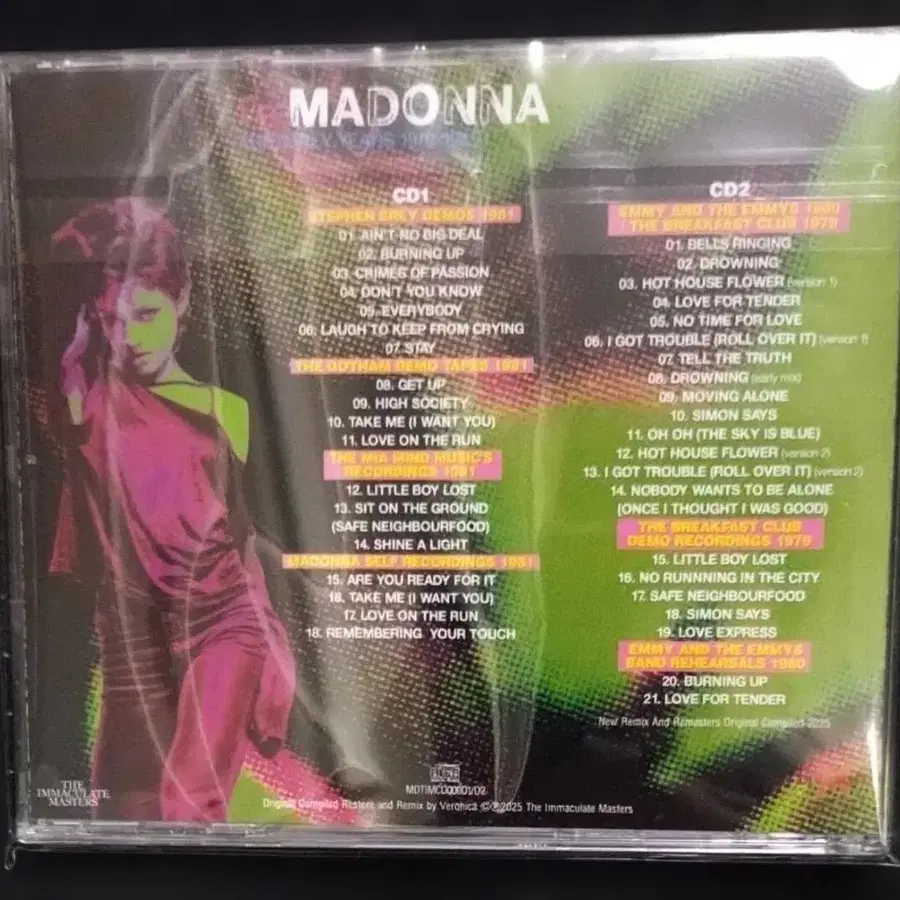 MADONNA
CD1
STEPHEN BREY DEMOS 1981
01. AIN'T NO BIG DEAL
02. BURNING UP
03. CRIMES OF PASSION
04. DON'T YOU KNOW
05. EVERYBODY
06. LAUGH TO KEEP FROM CRYING
07. STAY
THE GOTHAM DEMO TAPES 1981
08. GET UP
09. HIGH SOCIETY
10. TAKE ME (I WANT YOU)
11. LOVE ON THE RUN
THE MIA MIND MUSIC'S
RECORDINGS 1981
12. LITTLE BOY LOST
13. SIT ON THE GROUND
(SAFE NEIGHBOURFOOD)
14. SHINE A LIGHT
MADONNA SELF RECORDINGS 1981
15. ARE YOU READY FOR IT
16. TAKE ME (I WANT YOU)
17. LOVE ON THE RUN
18. REMEMBERING YOUR TOUCH
CD2
EMMY AND THE EMMYS 1980
THE BREAKFAST CLUB 1979
01. BELLS RINGING
02. DROWNING
03. HOT HOUSE FLOWER (version 1)
04. LOVE FOR TENDER
05. NO TIME FOR LOVE
06. I GOT TROUBLE (ROLL OVER IT) (version 1)
07. TELL THE TRUTH
08. DROWNING (early mix)
09. MOVING ALONE
10. SIMON SAYS
11. OH OH (THE SKY IS BLUE)
12. HOT HOUSE FLOWER (version 2)
13. I GOT TROUBLE (ROLL OVER IT) (version 2)
14. NOBODY WANTS TO BE ALONE
(ONCE I THOUGHT I WAS GOOD)
THE BREAKFAST CLUB
DEMO RECORDINGS 1979
15. LITTLE BOY LOST
16. NO RUNNNING IN THE CITY
17. SAFE NEIGHBOURFOOD
18. SIMON SAYS
19. LOVE EXPRESS
EMMY AND THE EMMYS
BAND REHEARSALS 1980
20. BURNING UP
21. LOVE FOR TENDER
New Remix And Remasters Original Compiled 2025
THE
IMMACULATE
MASTERS
Original Compiled Restore and Remix by Veronica ©℗2025 The Immaculate Masters